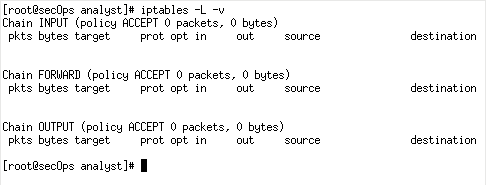 [root@secOps analyst]# iptables -L -v
Chain INPUT (policy ACCEPT 0 packets, 0 bytes)
pkts bytes target prot opt in out source destination
Chain FORWARD (policy ACCEPT 0 packets, 0 bytes)
pkts bytes target prot opt in out source destination
Chain OUTPUT (policy ACCEPT 0 packets, 0 bytes)
pkts bytes target prot opt in out source destination
[root@secOps analyst]#